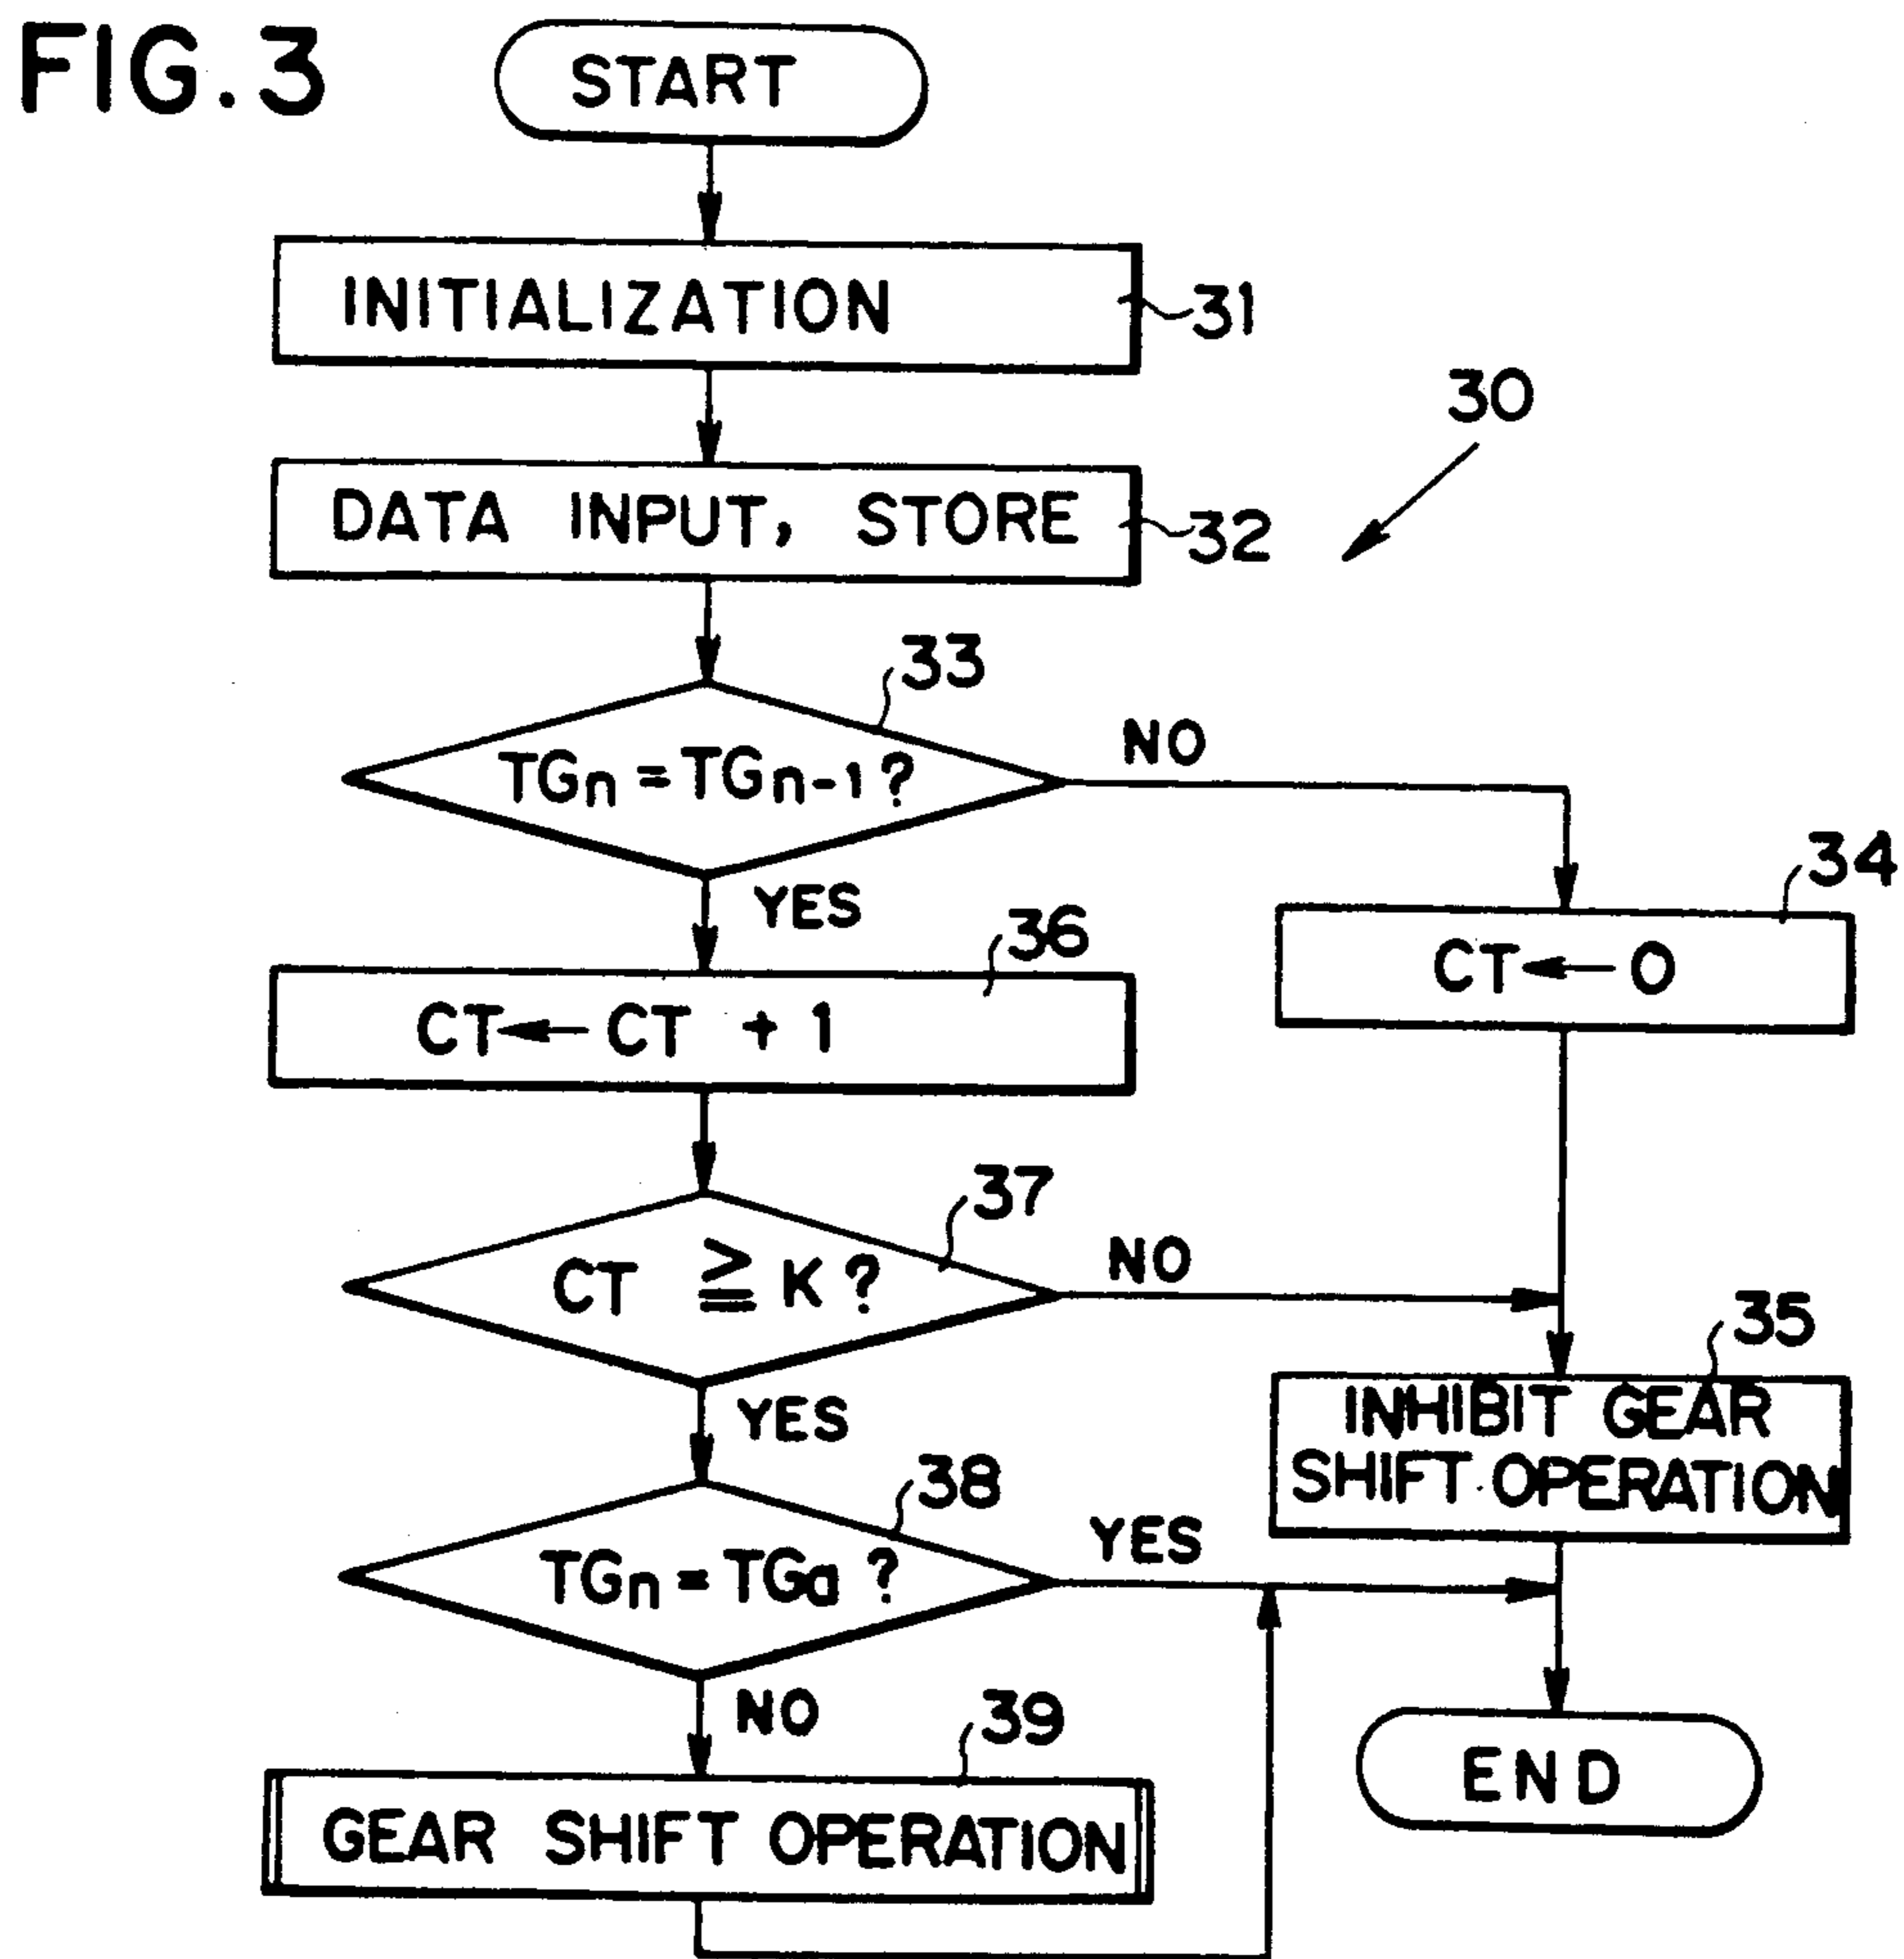 FIG. 3
START
INITIALIZATION
31
30
DATA INPUT, STORE
32
33
TGn = TGn-1 ?
NO
34
YES
36
CT ← 0
CT ← CT + 1
37
CT ≧ K ?
NO
35
YES
INHIBIT GEAR
SHIFT OPERATION
38
TGn = TGa ?
YES
NO
39
END
GEAR SHIFT OPERATION